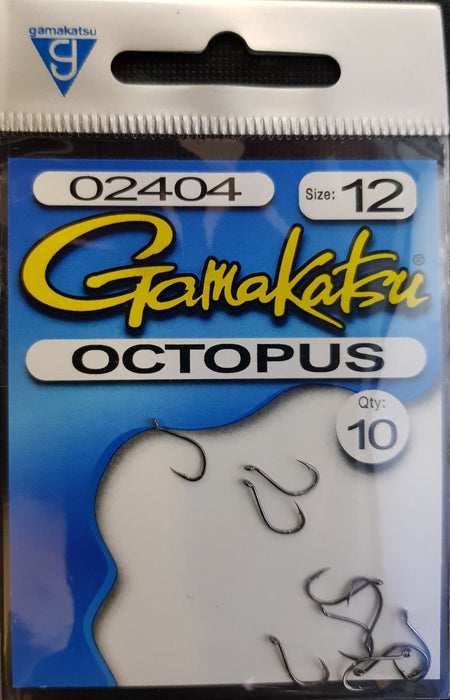 gamakatsu
g
02404
Size: 12
Gamakatsu®
OCTOPUS
Qty:
10